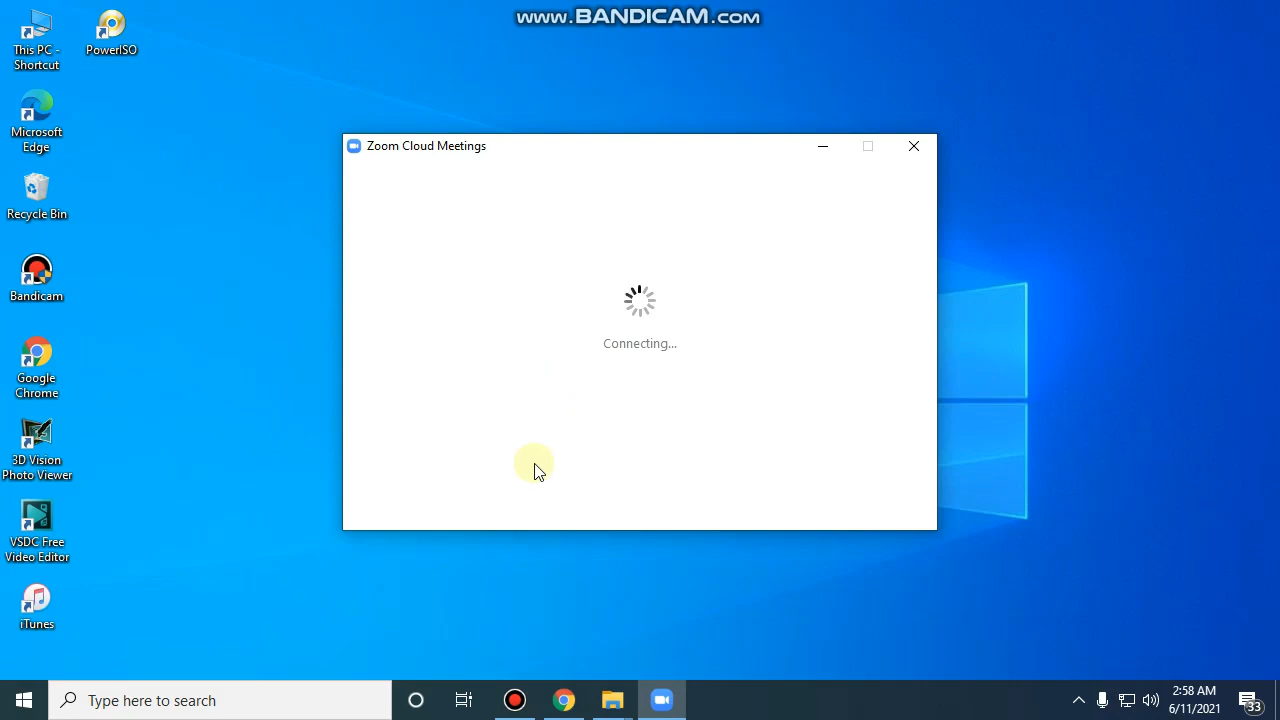 www.BANDICAM.com
This PC -
Shortcut
PowerISO
Microsoft
Edge
Recycle Bin
Bandicam
Google
Chrome
3D Vision
Photo Viewer
VSDC Free
Video Editor
iTunes
Zoom Cloud Meetings
Connecting...
Type here to search
2:58 AM
6/11/2021
33